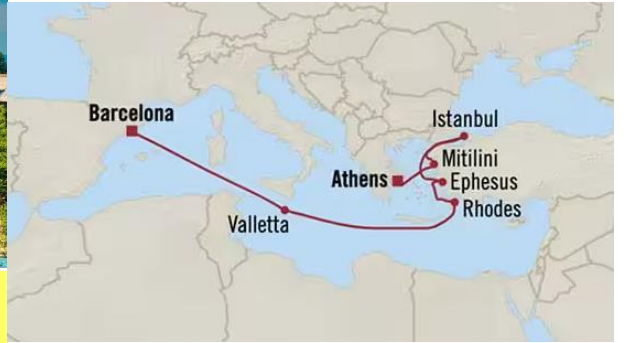 Barcelona
Istanbul
Mitilini
Athens
Ephesus
Rhodes
Valletta